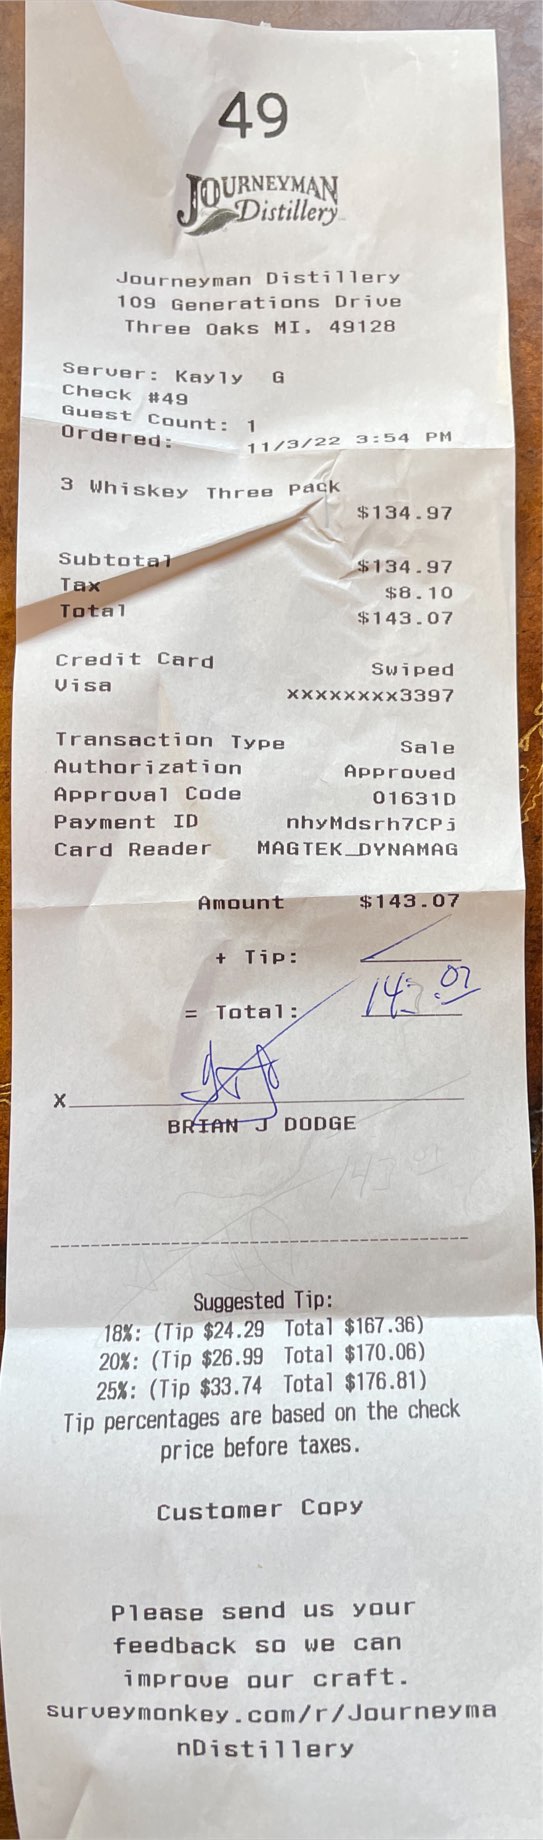 49
JOURNEYMAN
Distillery
Journeyman Distillery
109 Generations Drive
Three Oaks MI, 49128
Server: Kayly G
Check #49
Guest Count: 1
Ordered: 11/3/22 3:54 PM
3 Whiskey Three Pack
$134.97
Subtotal $134.97
Tax $8.10
Total $143.07
Credit Card Swiped
Visa xxxxxxxx3397
Transaction Type Sale
Authorization Approved
Approval Code 01631D
Payment ID nhyMdsrh7CPj
Card Reader MAGTEK_DYNAMAG
Amount $143.07
+ Tip:
= Total: 143.07
X
BRIAN J DODGE
143 07
Suggested Tip:
18%: (Tip $24.29 Total $167.36)
20%: (Tip $26.99 Total $170.06)
25%: (Tip $33.74 Total $176.81)
Tip percentages are based on the check
price before taxes.
Customer Copy
Please send us your
feedback so we can
improve our craft.
surveymonkey.com/r/Journeyma
nDistillery